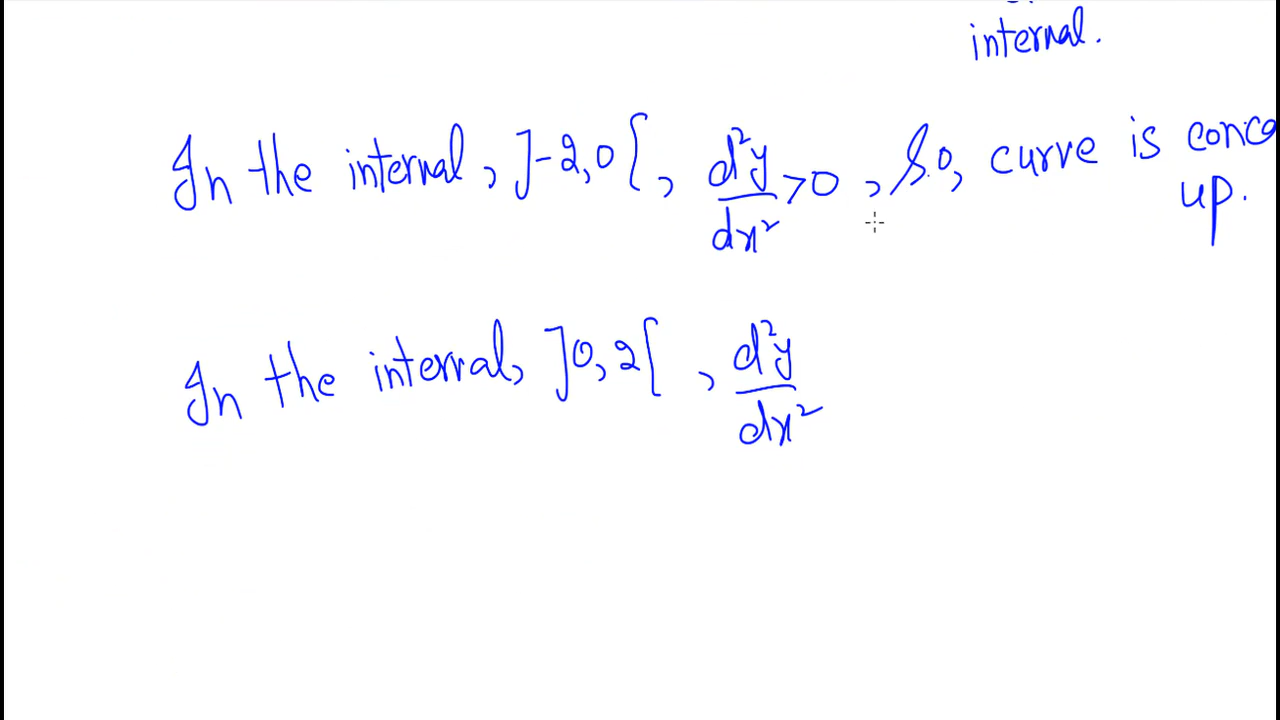 internal.
In the internal, ]-2,0[, d²y/dx² >0, So, curve is conca
up.
In the interval, ]0,2[, d²y/dx²